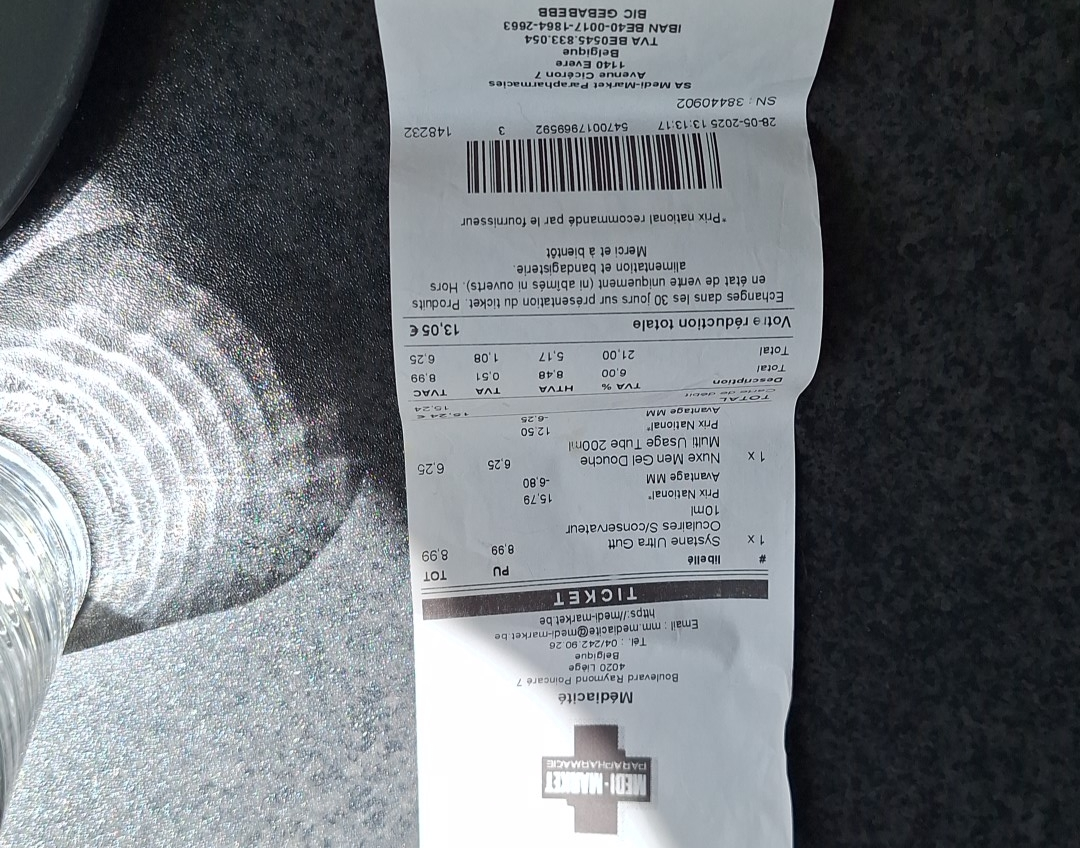 MEDI-MARKET
PARAPHARMACIE
Médiacité
Boulevard Raymond Poincaré 7
4020 Liège
Belgique
Tél. : 04/242.90.26
Email : mm.mediacite@medi-market.be
https://medi-market.be
TICKET
# libellé PU TOT
1 x Systane Ultra Gutt 8,99 8,99
Oculaires S/conservateur
10ml
Prix National* 15,79
Avantage MM -6,80
1 x Nuxe Men Gel Douche 6,25 6,25
Multi Usage Tube 200ml
Prix National* 12,50
Avantage MM -6,25
TOTAL 15,24 €
Carte de débit 15,24
Description TVA % HTVA TVA TVAC
Total 6,00 8,48 0,51 8,99
Total 21,00 5,17 1,08 6,25
Votre réduction totale 13,05 €
Echanges dans les 30 jours sur présentation du ticket. Produits
en état de vente uniquement (ni abîmés ni ouverts). Hors
alimentation et bandagisterie.
Merci et à bientôt
*Prix national recommandé par le fournisseur
28-05-2025 13:13:17 5470017969592 3 148232
SN : 38440902
SA Medi-Market Parapharmacies
Avenue Cicéron 7
1140 Evere
Belgique
TVA BE0545.833.054
IBAN BE40-0017-1864-2663
BIC GEBABEBB